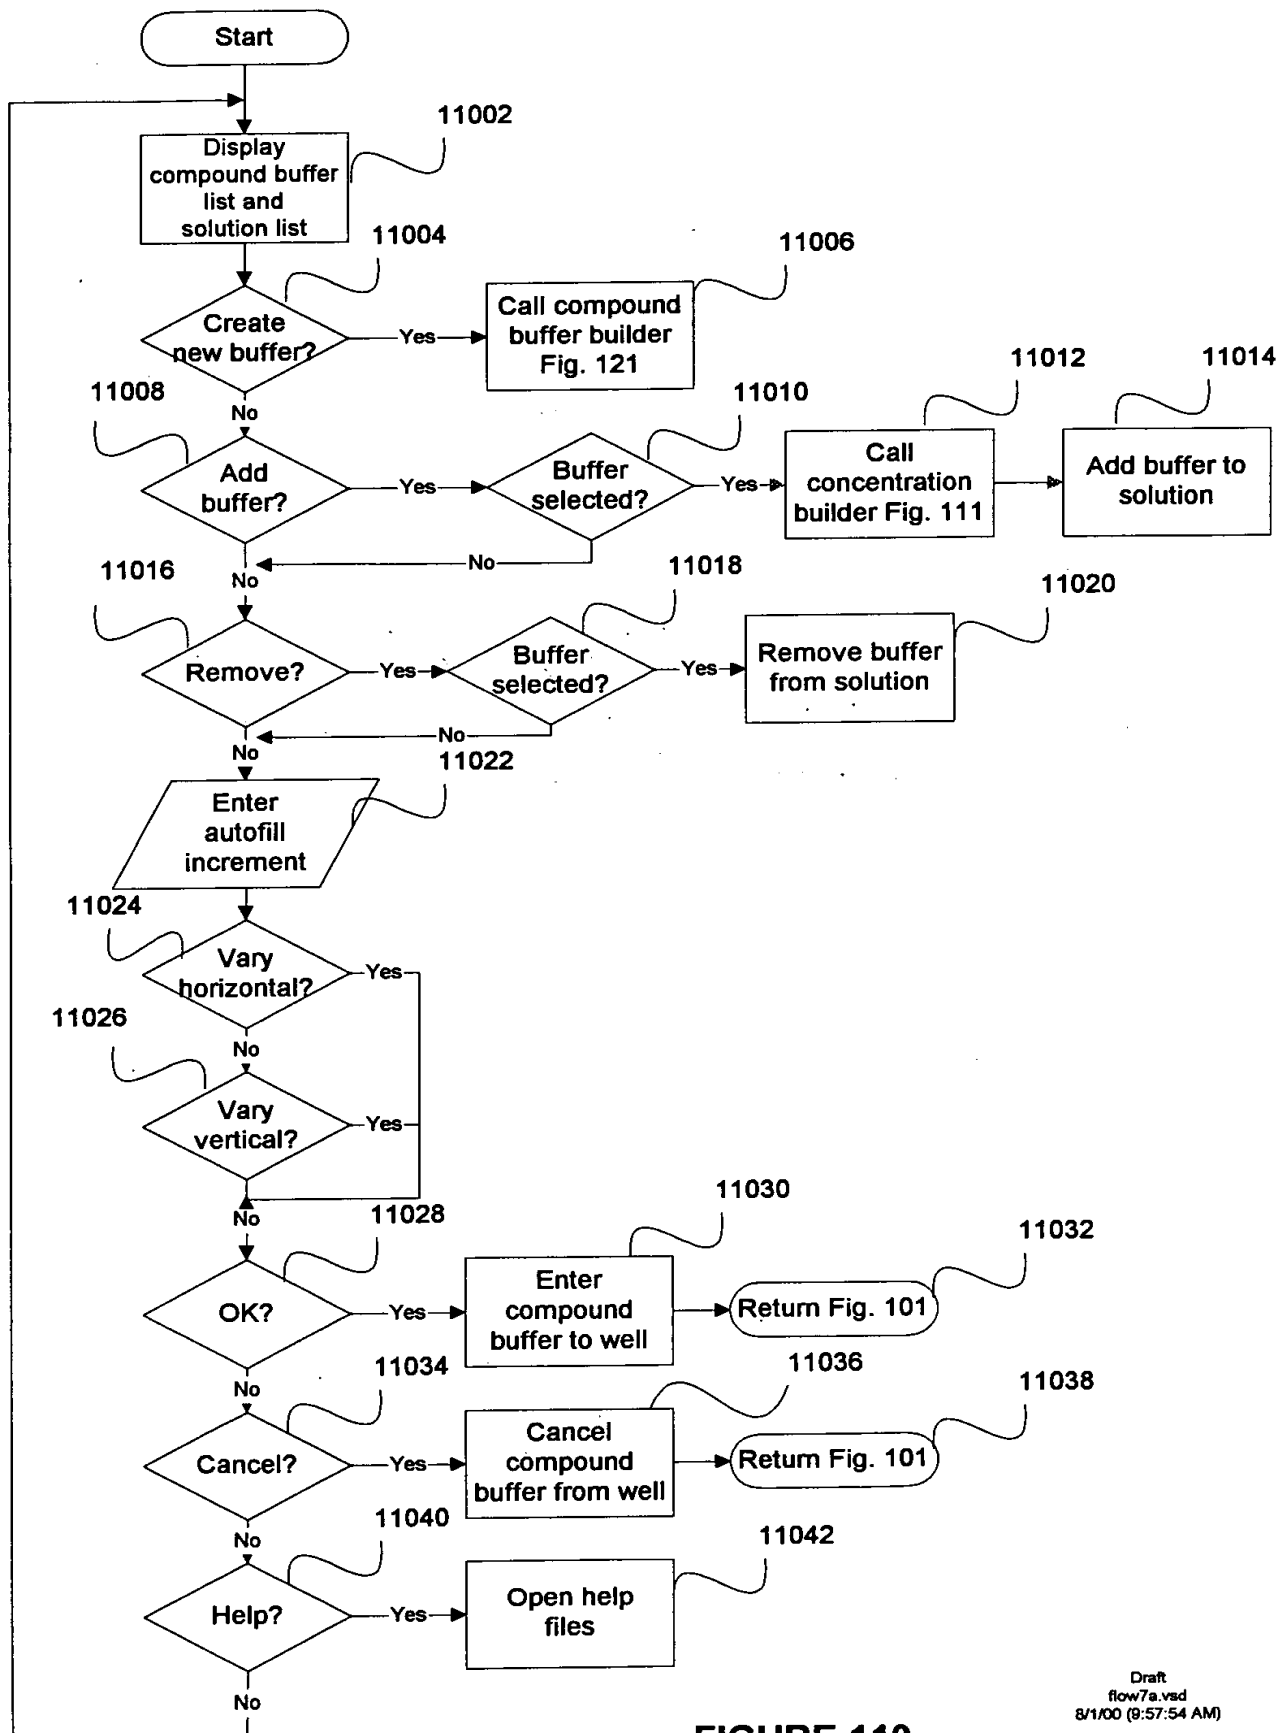 Start
11002
Display
compound buffer
list and
solution list
11004
11006
Create
new buffer?
Yes
Call compound
buffer builder
Fig. 121
No
11008
11010
11012
11014
Add
buffer?
Yes
Buffer
selected?
Yes
Call
concentration
builder Fig. 111
Add buffer to
solution
No
No
11016
11018
11020
Remove?
Yes
Buffer
selected?
Yes
Remove buffer
from solution
No
No
11022
Enter
autofill
increment
11024
Vary
horizontal?
Yes
11026
No
Vary
vertical?
Yes
No
11028
11030
11032
OK?
Yes
Enter
compound
buffer to well
Return Fig. 101
No
11034
11036
11038
Cancel?
Yes
Cancel
compound
buffer from well
Return Fig. 101
No
11040
11042
Help?
Yes
Open help
files
No
Draft
flow7a.vsd
8/1/00 (9:57:54 AM)
FIGURE 110